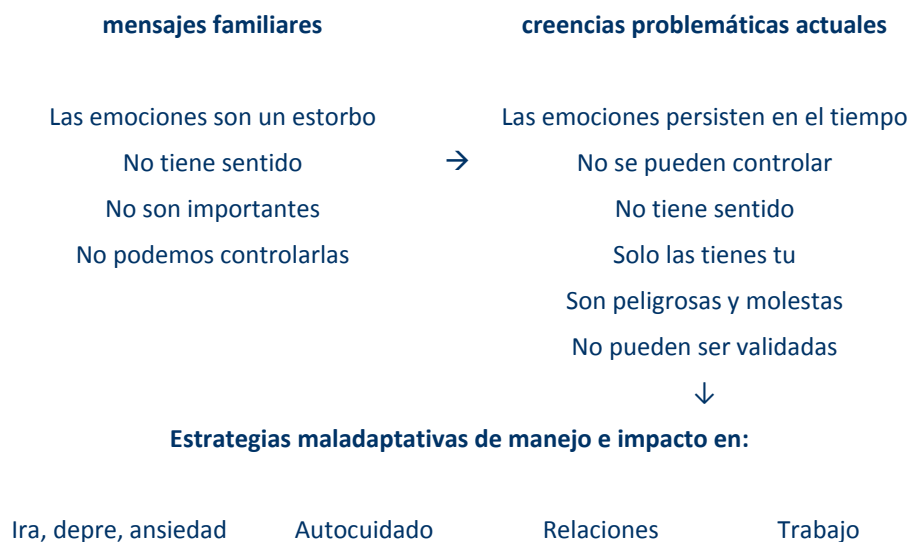 mensajes familiares creencias problemáticas actuales
Las emociones son un estorbo Las emociones persisten en el tiempo
No tiene sentido → No se pueden controlar
No son importantes No tiene sentido
No podemos controlarlas Solo las tienes tu
Son peligrosas y molestas
No pueden ser validadas
↓
Estrategias maladaptativas de manejo e impacto en:
Ira, depre, ansiedad Autocuidado Relaciones Trabajo